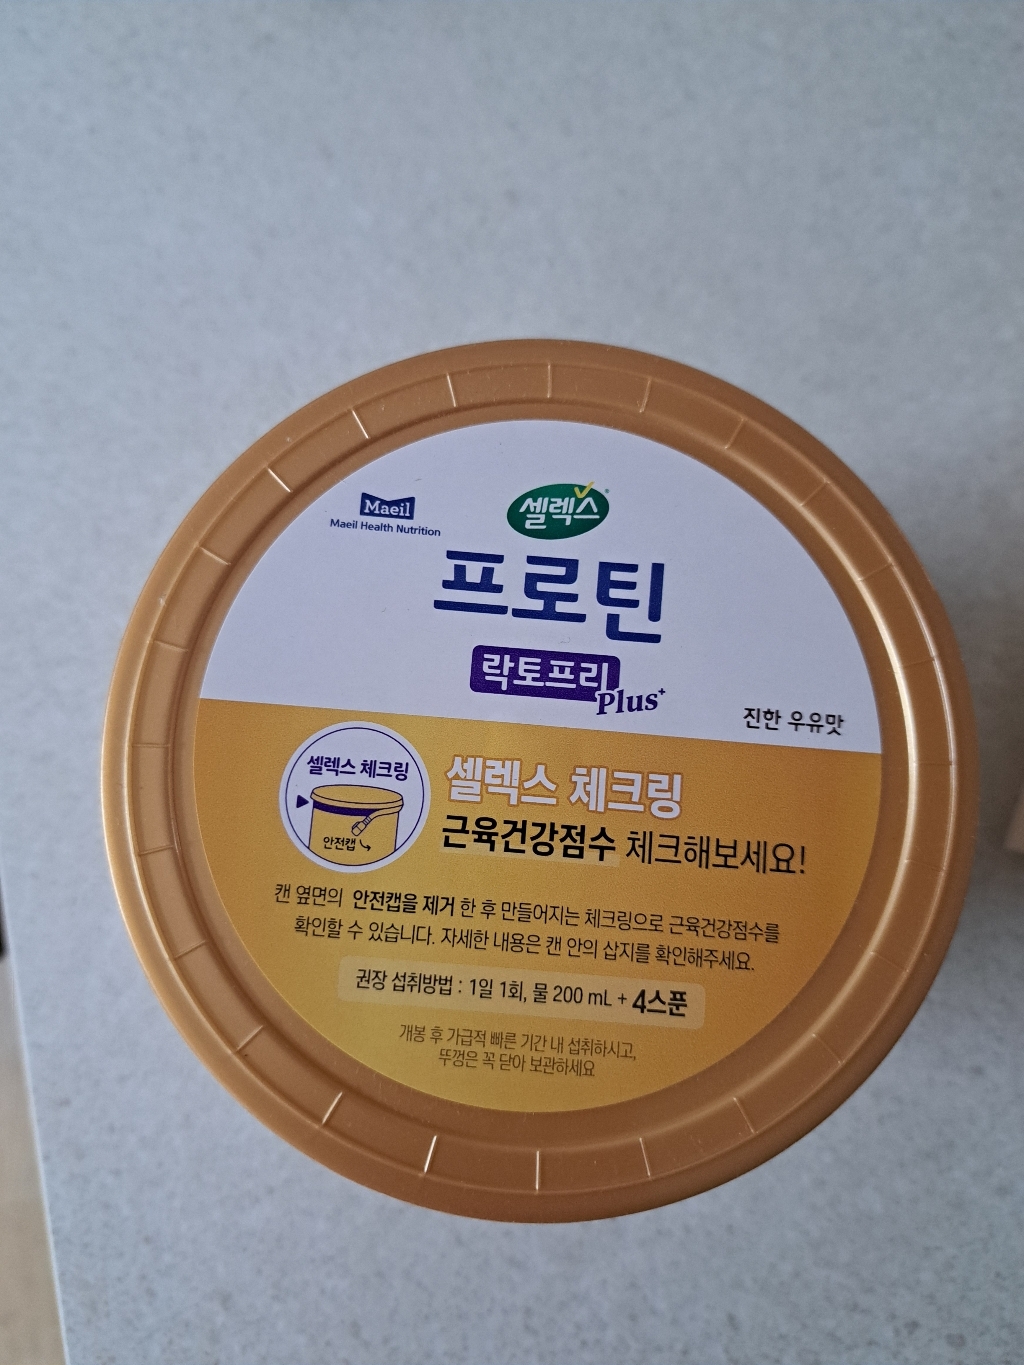 Maeil
Maeil Health Nutrition
셀렉스®
프로틴
락토프리
Plus⁺
진한 우유맛
셀렉스 체크링
안전캡
셀렉스 체크링
근육건강점수 체크해보세요!
캔 옆면의 안전캡을 제거 한 후 만들어지는 체크링으로 근육건강점수를
확인할 수 있습니다. 자세한 내용은 캔 안의 삽지를 확인해주세요.
권장 섭취방법 : 1일 1회, 물 200 mL + 4스푼
개봉 후 가급적 빠른 기간 내 섭취하시고,
뚜껑은 꼭 닫아 보관하세요